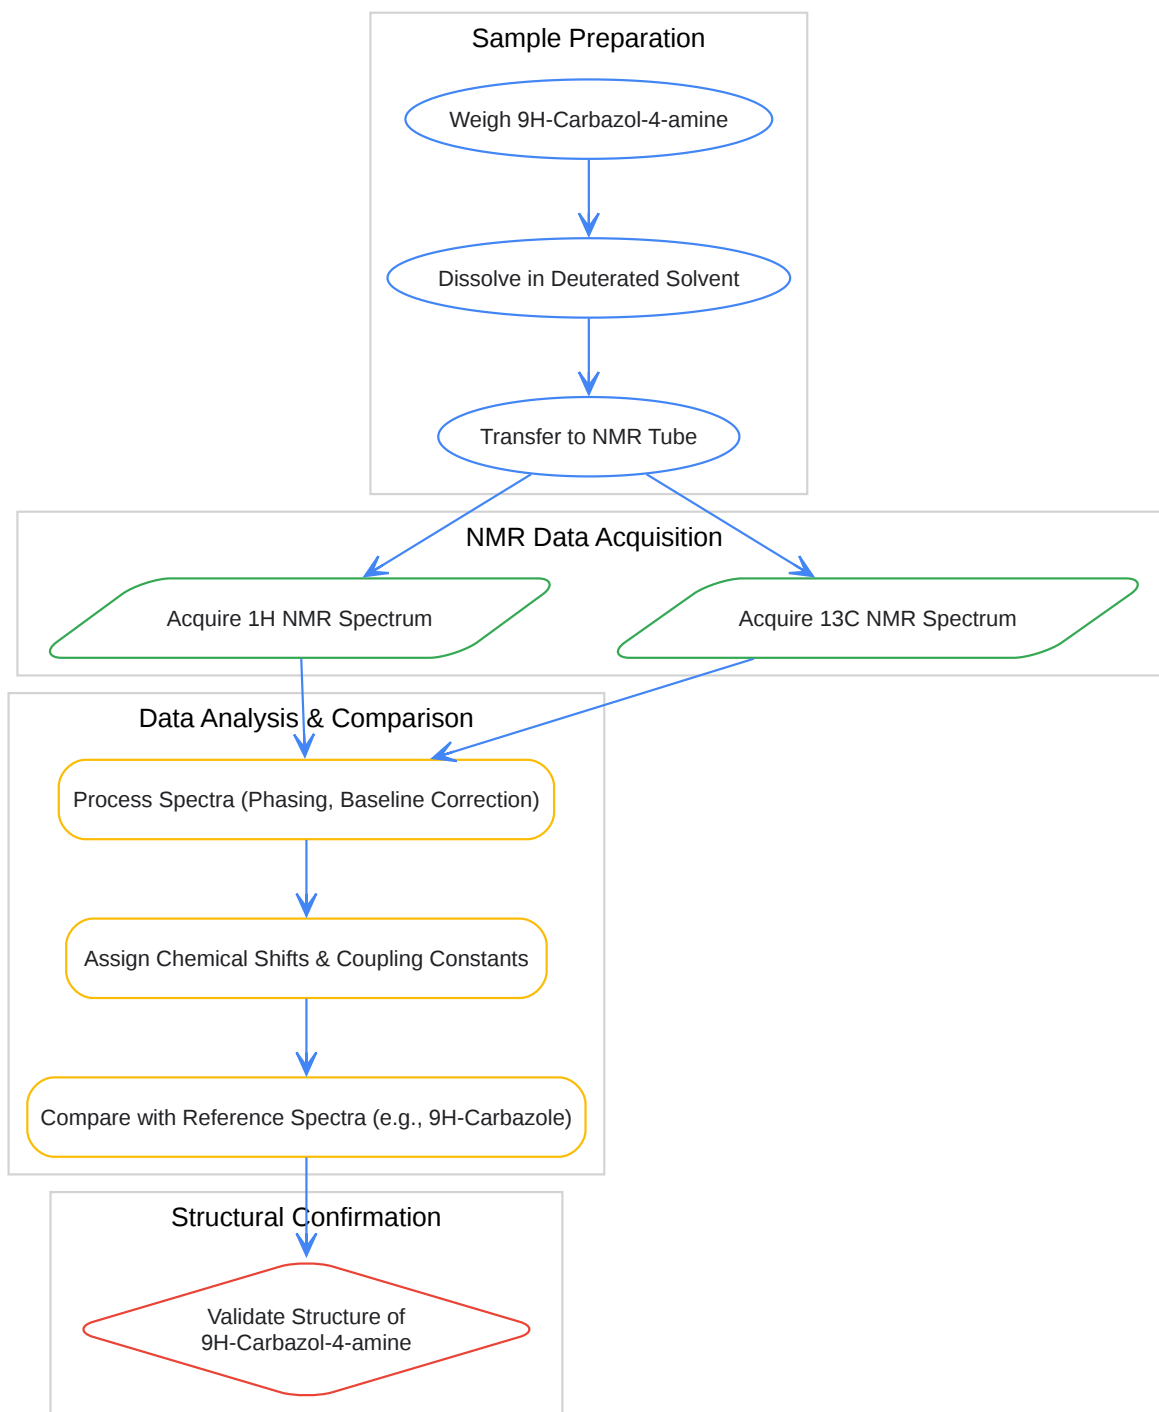 Sample Preparation
Weigh 9H-Carbazol-4-amine
Dissolve in Deuterated Solvent
Transfer to NMR Tube
NMR Data Acquisition
Acquire 1H NMR Spectrum
Acquire 13C NMR Spectrum
Data Analysis & Comparison
Process Spectra (Phasing, Baseline Correction)
Assign Chemical Shifts & Coupling Constants
Compare with Reference Spectra (e.g., 9H-Carbazole)
Structural Confirmation
Validate Structure of
9H-Carbazol-4-amine